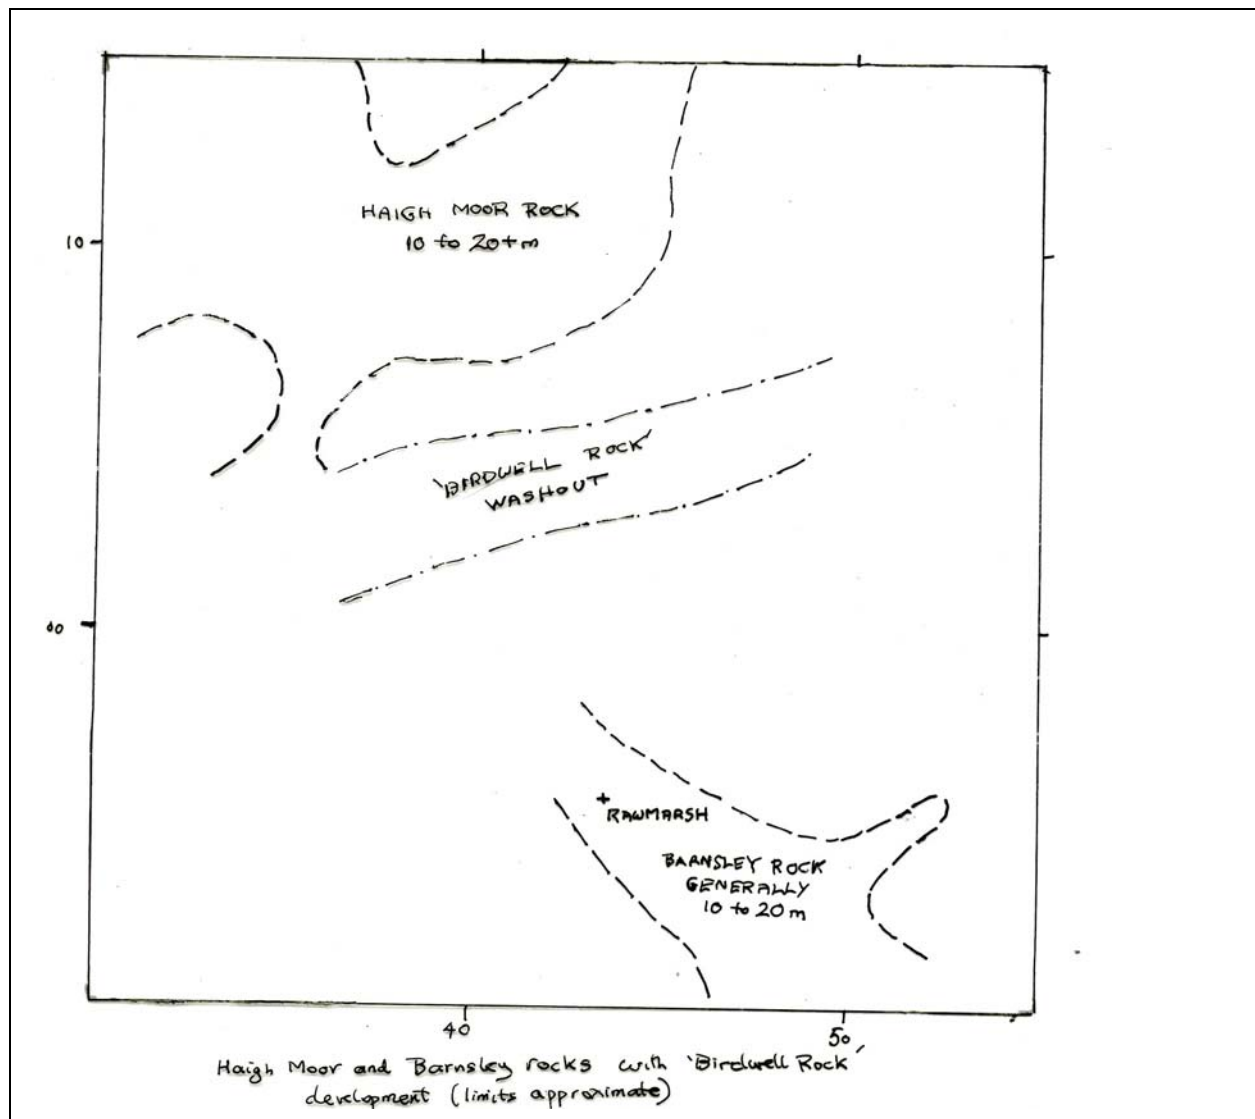 HAIGH MOOR ROCK
10 to 20+m
10
'BIRDWELL ROCK'
WASHOUT
00
+ RAWMARSH
BARNSLEY ROCK
GENERALLY
10 to 20m
40
50
Haigh Moor and Barnsley rocks with 'Birdwell Rock'
development (limits approximate)